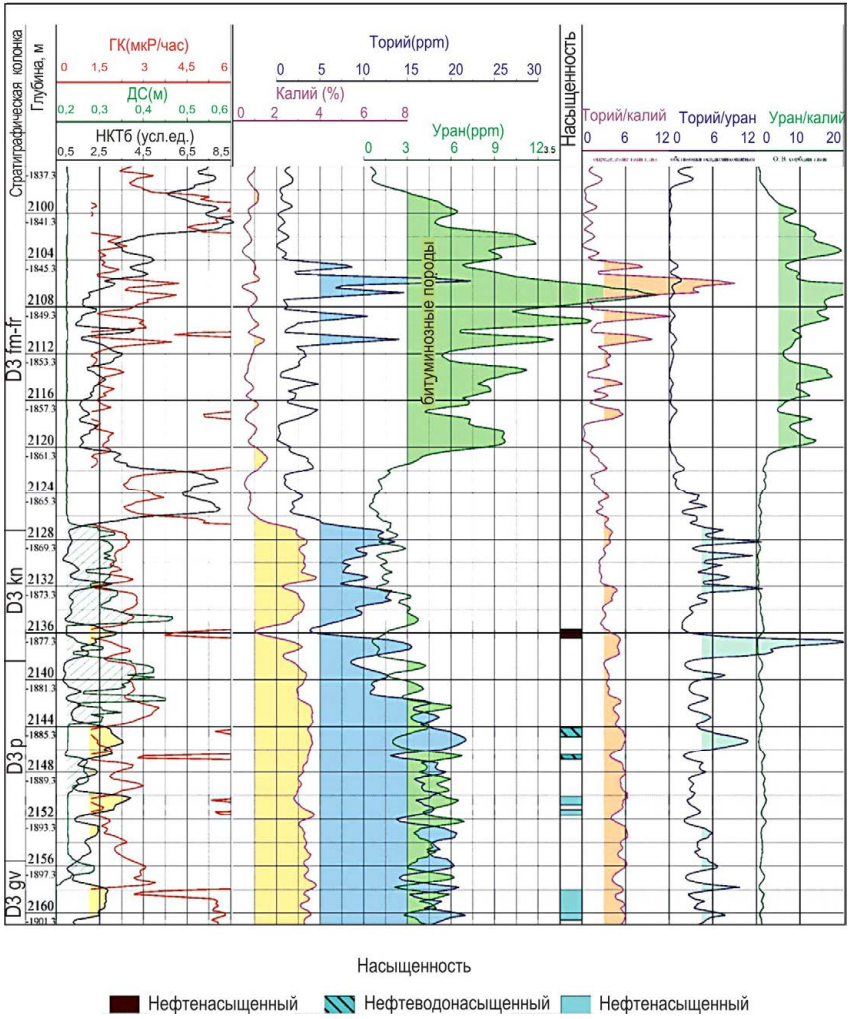 Стратиграфическая колонка
Глубина, м
ГК(мкР/час)
0 1,5 3 4,5 6
ДС(м)
0,2 0,3 0,4 0,5 0,6
НКТб (усл.ед.)
0,5 2,5 4,5 6,5 8,5
Торий(ppm)
0 5 10 15 20 25 30
Калий (%)
0 2 4 6 8
Уран(ppm)
0 3 6 9 12 3.5
Насыщенность
Торий/калий
0 6 12
Торий/уран
0 6 12
Уран/калий
0 10 20
-1837.3
2100
-1841.3
2104
-1845.3
2108
-1849.3
2112
-1853.3
2116
-1857.3
2120
-1861.3
2124
-1865.3
2128
-1869.3
2132
-1873.3
2136
-1877.3
2140
-1881.3
2144
-1885.3
2148
-1889.3
2152
-1893.3
2156
-1897.3
2160
-1901.3
D3 fm-fr
D3 kn
D3 p
D3 gv
битуминозные породы
Насыщенность
Нефтенасыщенный Нефтеводонасыщенный Нефтенасыщенный